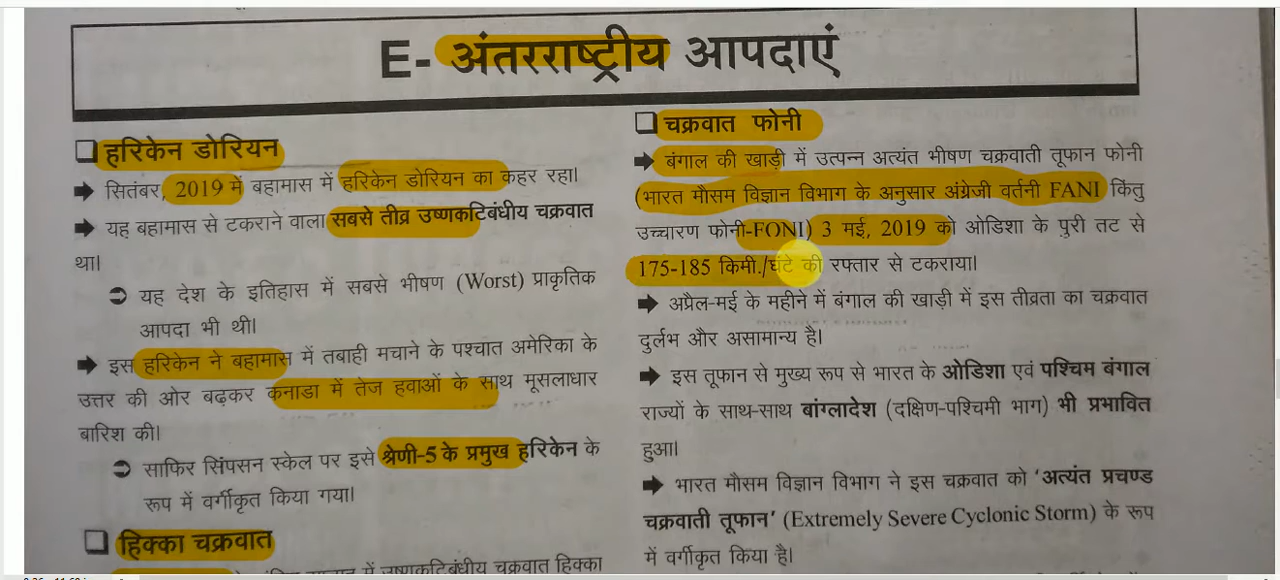 E- अंतरराष्ट्रीय आपदाएं
❑ हरिकेन डोरियन
➡ सितंबर, 2019 में बहामास में हरिकेन डोरियन का कहर रहा।
➡ यह बहामास से टकराने वाला सबसे तीव्र उष्णकटिबंधीय चक्रवात
था।
➲ यह देश के इतिहास में सबसे भीषण (Worst) प्राकृतिक
आपदा भी थी।
➡ इस हरिकेन ने बहामास में तबाही मचाने के पश्चात अमेरिका के
उत्तर की ओर बढ़कर कनाडा में तेज हवाओं के साथ मूसलाधार
बारिश की।
➲ साफिर सिंपसन स्केल पर इसे श्रेणी-5 के प्रमुख हरिकेन के
रूप में वर्गीकृत किया गया।
❑ हिक्का चक्रवात
में उष्णकटिबंधीय चक्रवात हिक्का
❑ चक्रवात फोनी
➡ बंगाल की खाड़ी में उत्पन्न अत्यंत भीषण चक्रवाती तूफान फोनी
(भारत मौसम विज्ञान विभाग के अनुसार अंग्रेजी वर्तनी FANI किंतु
उच्चारण फोनी-FONI) 3 मई, 2019 को ओडिशा के पुरी तट से
175-185 किमी./घंटे की रफ्तार से टकराया।
➡ अप्रैल-मई के महीने में बंगाल की खाड़ी में इस तीव्रता का चक्रवात
दुर्लभ और असामान्य है।
➡ इस तूफान से मुख्य रूप से भारत के ओडिशा एवं पश्चिम बंगाल
राज्यों के साथ-साथ बांग्लादेश (दक्षिण-पश्चिमी भाग) भी प्रभावित
हुआ।
➡ भारत मौसम विज्ञान विभाग ने इस चक्रवात को ‘अत्यंत प्रचण्ड
चक्रवाती तूफान’ (Extremely Severe Cyclonic Storm) के रूप
में वर्गीकृत किया है।